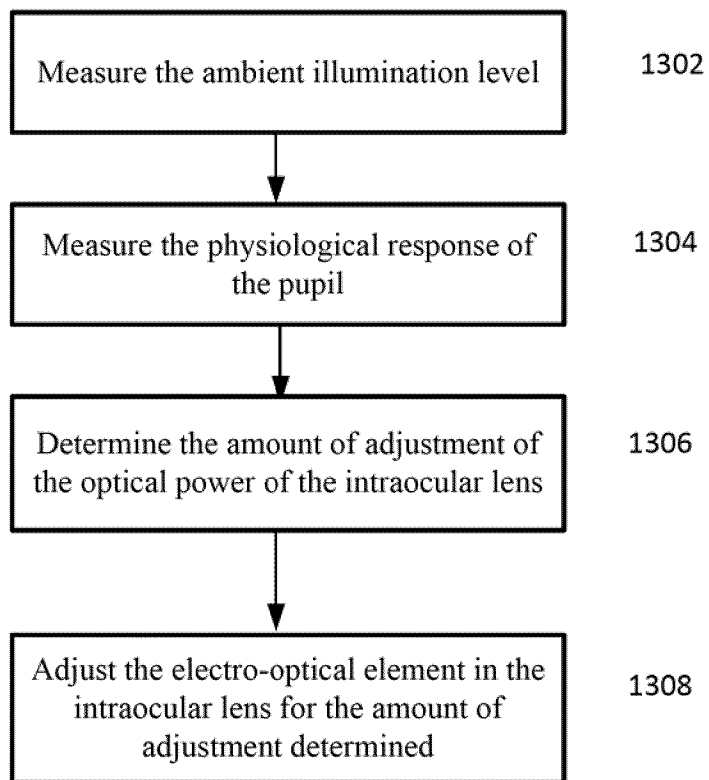 Measure the ambient illumination level
1302
Measure the physiological response of
the pupil
1304
Determine the amount of adjustment of
the optical power of the intraocular lens
1306
Adjust the electro-optical element in the
intraocular lens for the amount of
adjustment determined
1308